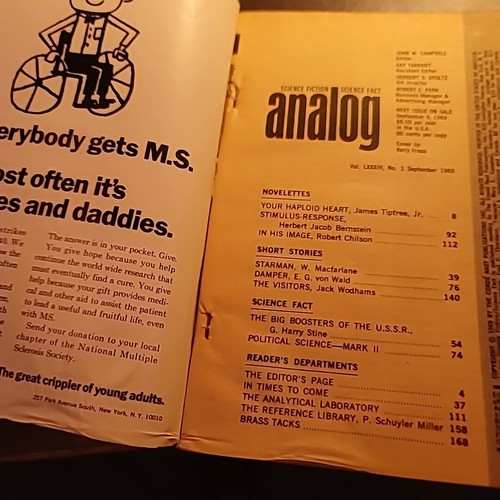 erybody gets M.S.
ost often it's
es and daddies.
The answer is in your pocket. Give.
You give hope because you help
continue the world wide research that
must eventually find a cure. You give
help because your gift provides medi-
cal and other aid to assist the patient
to lead a useful and fruitful life, even
with MS.
Send your donation to your local
chapter of the National Multiple
Sclerosis Society.
The great crippler of young adults.
257 Park Avenue South, New York, N.Y. 10010
JOHN W. CAMPBELL
Editor
KAY TARRANT
Assistant Editor
HERBERT S. STOLTZ
Art Director
ROBERT E. PARK
Business Manager &
Advertising Manager
NEXT ISSUE ON SALE
September 9, 1969
$6.00 per year
in the U.S.A.
60 cents per copy
Cover by
Kelly Freas
SCIENCE FICTION SCIENCE FACT
analog
Vol. LXXXIV, No. 1 September 1969
NOVELETTES
YOUR HAPLOID HEART, James Tiptree, Jr. 8
STIMULUS-RESPONSE,
Herbert Jacob Bernstein 92
IN HIS IMAGE, Robert Chilson 112
SHORT STORIES
STARMAN, W. Macfarlane 39
DAMPER, E. G. von Wald 76
THE VISITORS, Jack Wodhams 140
SCIENCE FACT
THE BIG BOOSTERS OF THE U.S.S.R.,
G. Harry Stine 54
POLITICAL SCIENCE—MARK II 74
READER'S DEPARTMENTS
THE EDITOR'S PAGE 4
IN TIMES TO COME 37
THE ANALYTICAL LABORATORY 111
THE REFERENCE LIBRARY, P. Schuyler Miller 158
BRASS TACKS 168